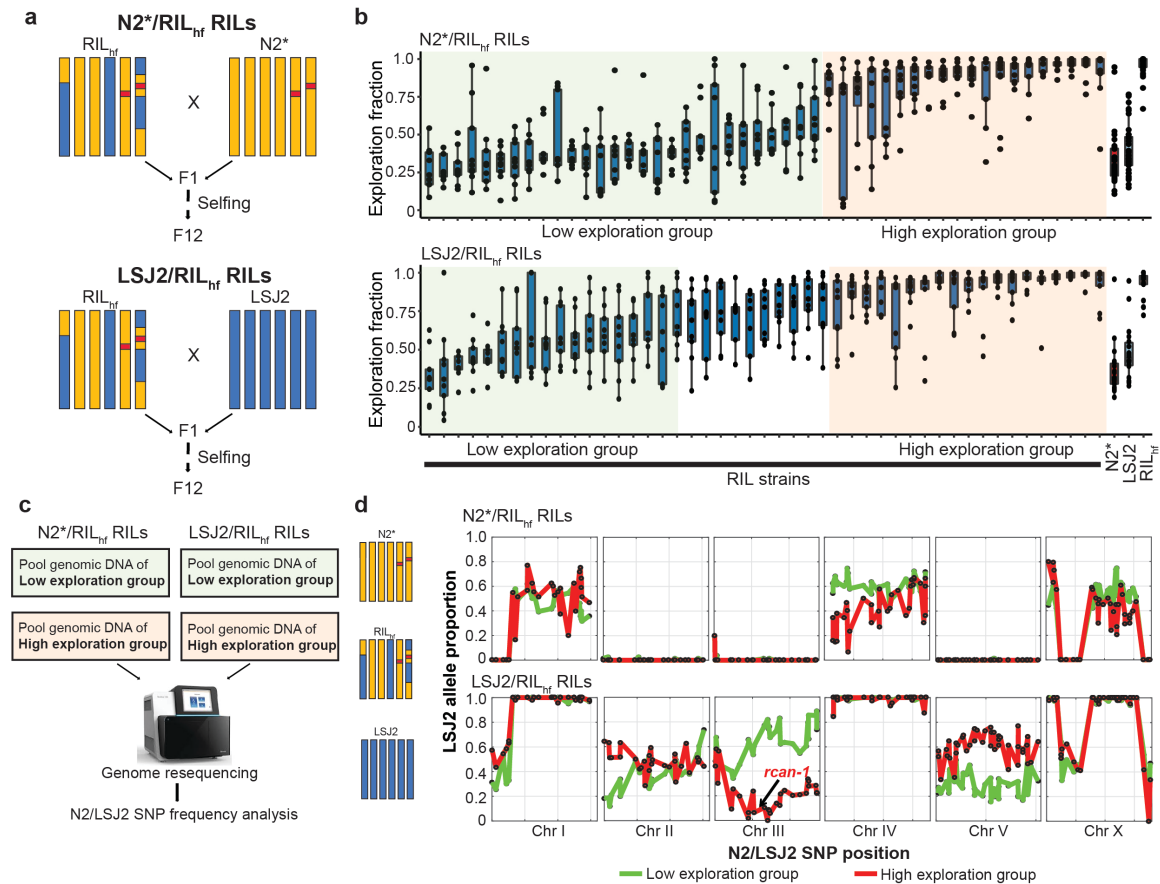 a
N2*/RILhf RILs
RILhf
N2*
X
F1
Selfing
F12
LSJ2/RILhf RILs
RILhf
LSJ2
X
F1
Selfing
F12
b
N2*/RILhf RILs
Exploration fraction
1.0
0.75
0.50
0.25
0
Low exploration group
High exploration group
LSJ2/RILhf RILs
Exploration fraction
1.0
0.75
0.50
0.25
0
Low exploration group
High exploration group
RIL strains
N2*
LSJ2
RILhf
c
N2*/RILhf RILs
LSJ2/RILhf RILs
Pool genomic DNA of
Low exploration group
Pool genomic DNA of
Low exploration group
Pool genomic DNA of
High exploration group
Pool genomic DNA of
High exploration group
Genome resequencing
N2/LSJ2 SNP frequency analysis
d
N2*
RILhf
LSJ2
N2*/RILhf RILs
LSJ2 allele proportion
1.0
0.8
0.6
0.4
0.2
0
LSJ2/RILhf RILs
1.0
0.8
0.6
0.4
0.2
0
rcan-1
Chr I
Chr II
Chr III
Chr IV
Chr V
Chr X
N2/LSJ2 SNP position
Low exploration group
High exploration group